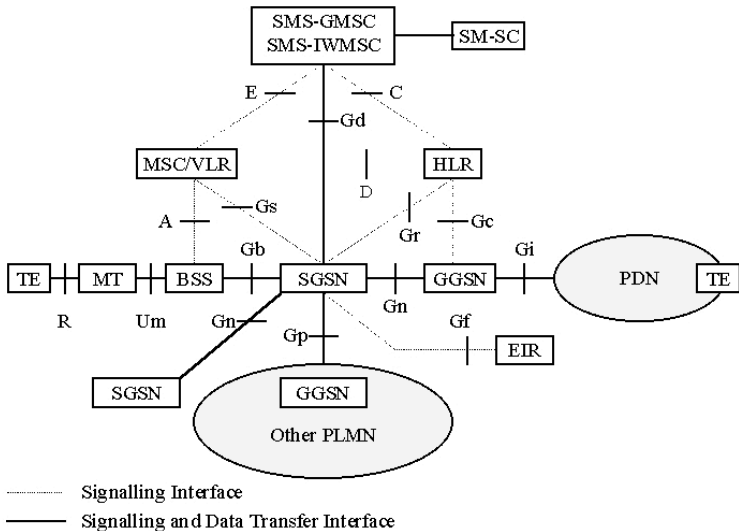 SMS-GMSC
SMS-IWMSC
SM-SC
E
C
Gd
MSC/VLR
HLR
D
A
Gs
Gr
Gc
Gb
Gi
TE
MT
BSS
SGSN
GGSN
PDN
TE
R
Um
Gn
Gp
Gn
Gf
EIR
SGSN
GGSN
Other PLMN
Signalling Interface
Signalling and Data Transfer Interface